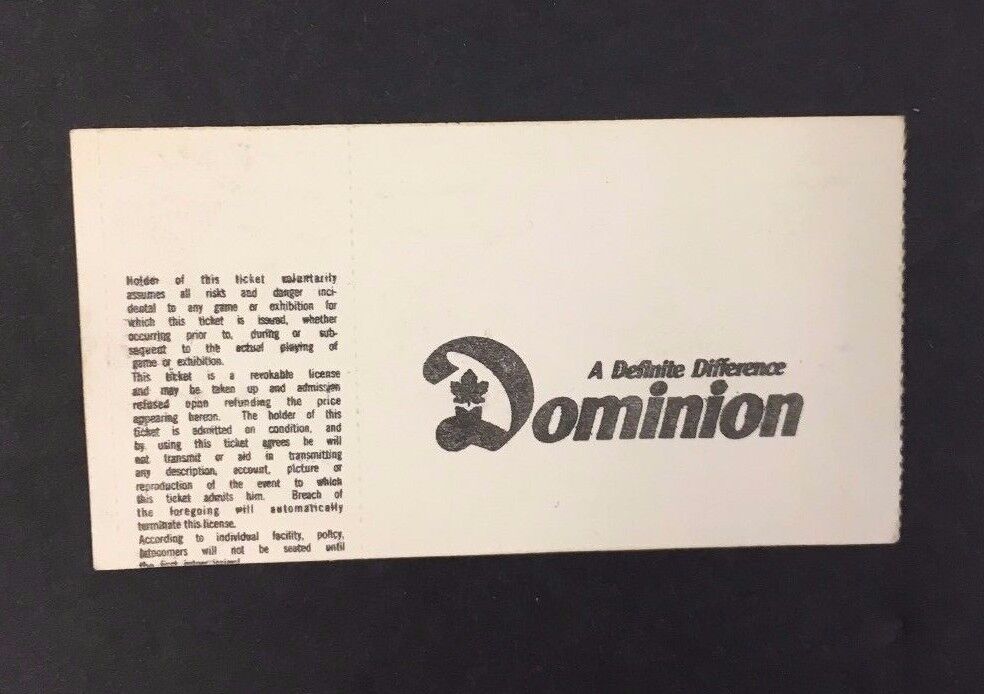 Holder of this ticket voluntarily
assumes all risks and danger inci-
dental to any game or exhibition for
which this ticket is issued, whether
occurring prior to, during or sub-
sequent to the actual playing of
game or exhibition.
This ticket is a revokable license
and may be taken up and admission
refused upon refunding the price
appearing hereon. The holder of this
ticket is admitted on condition, and
by using this ticket agrees he will
not transmit or aid in transmitting
any description, account, picture or
reproduction of the event to which
this ticket admits him. Breach of
the foregoing will automatically
terminate this license.
According to individual facility, policy,
latecomers will not be seated until
the first
A Definite Difference
Dominion